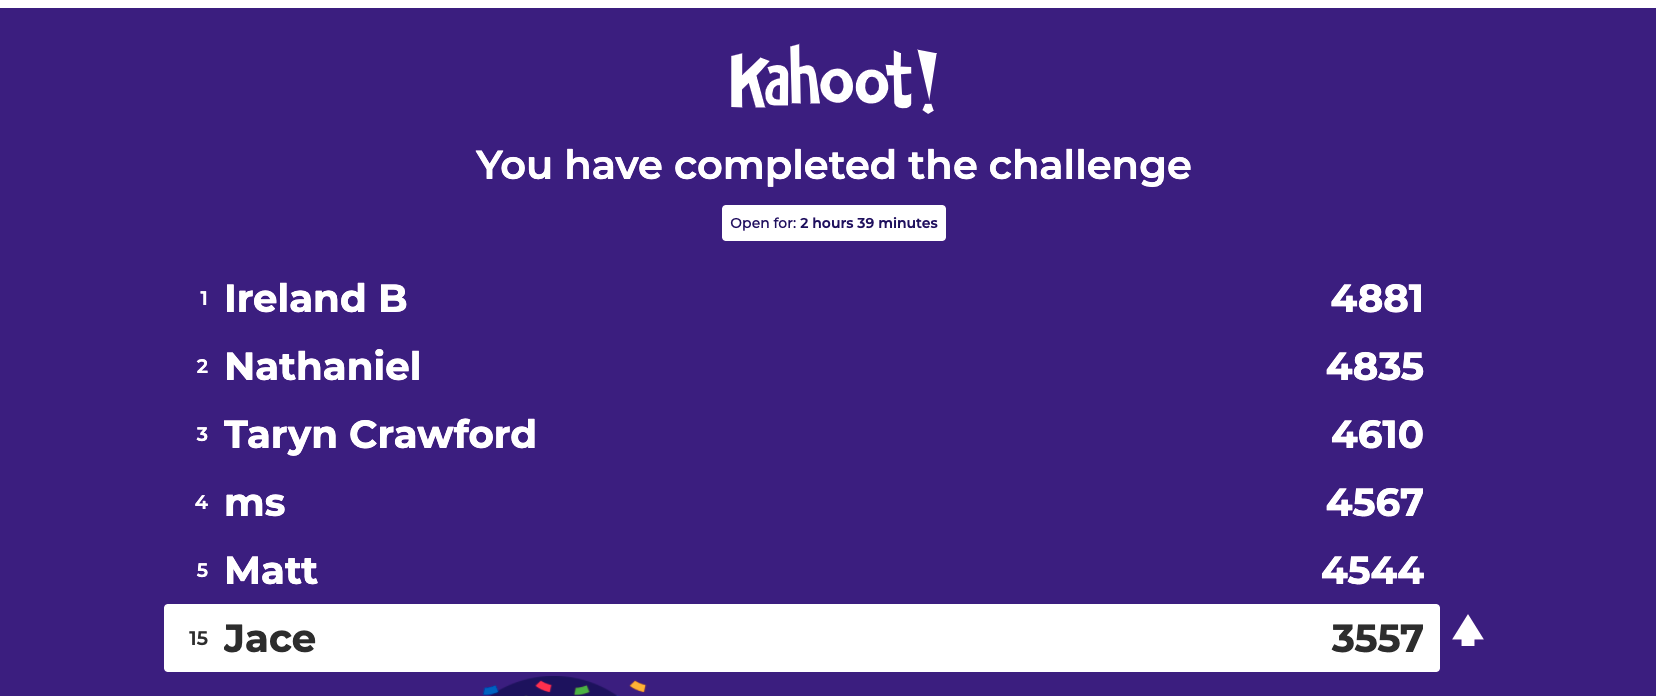 Kahoot!
You have completed the challenge
Open for: 2 hours 39 minutes
1 Ireland B 4881
2 Nathaniel 4835
3 Taryn Crawford 4610
4 ms 4567
5 Matt 4544
15 Jace 3557